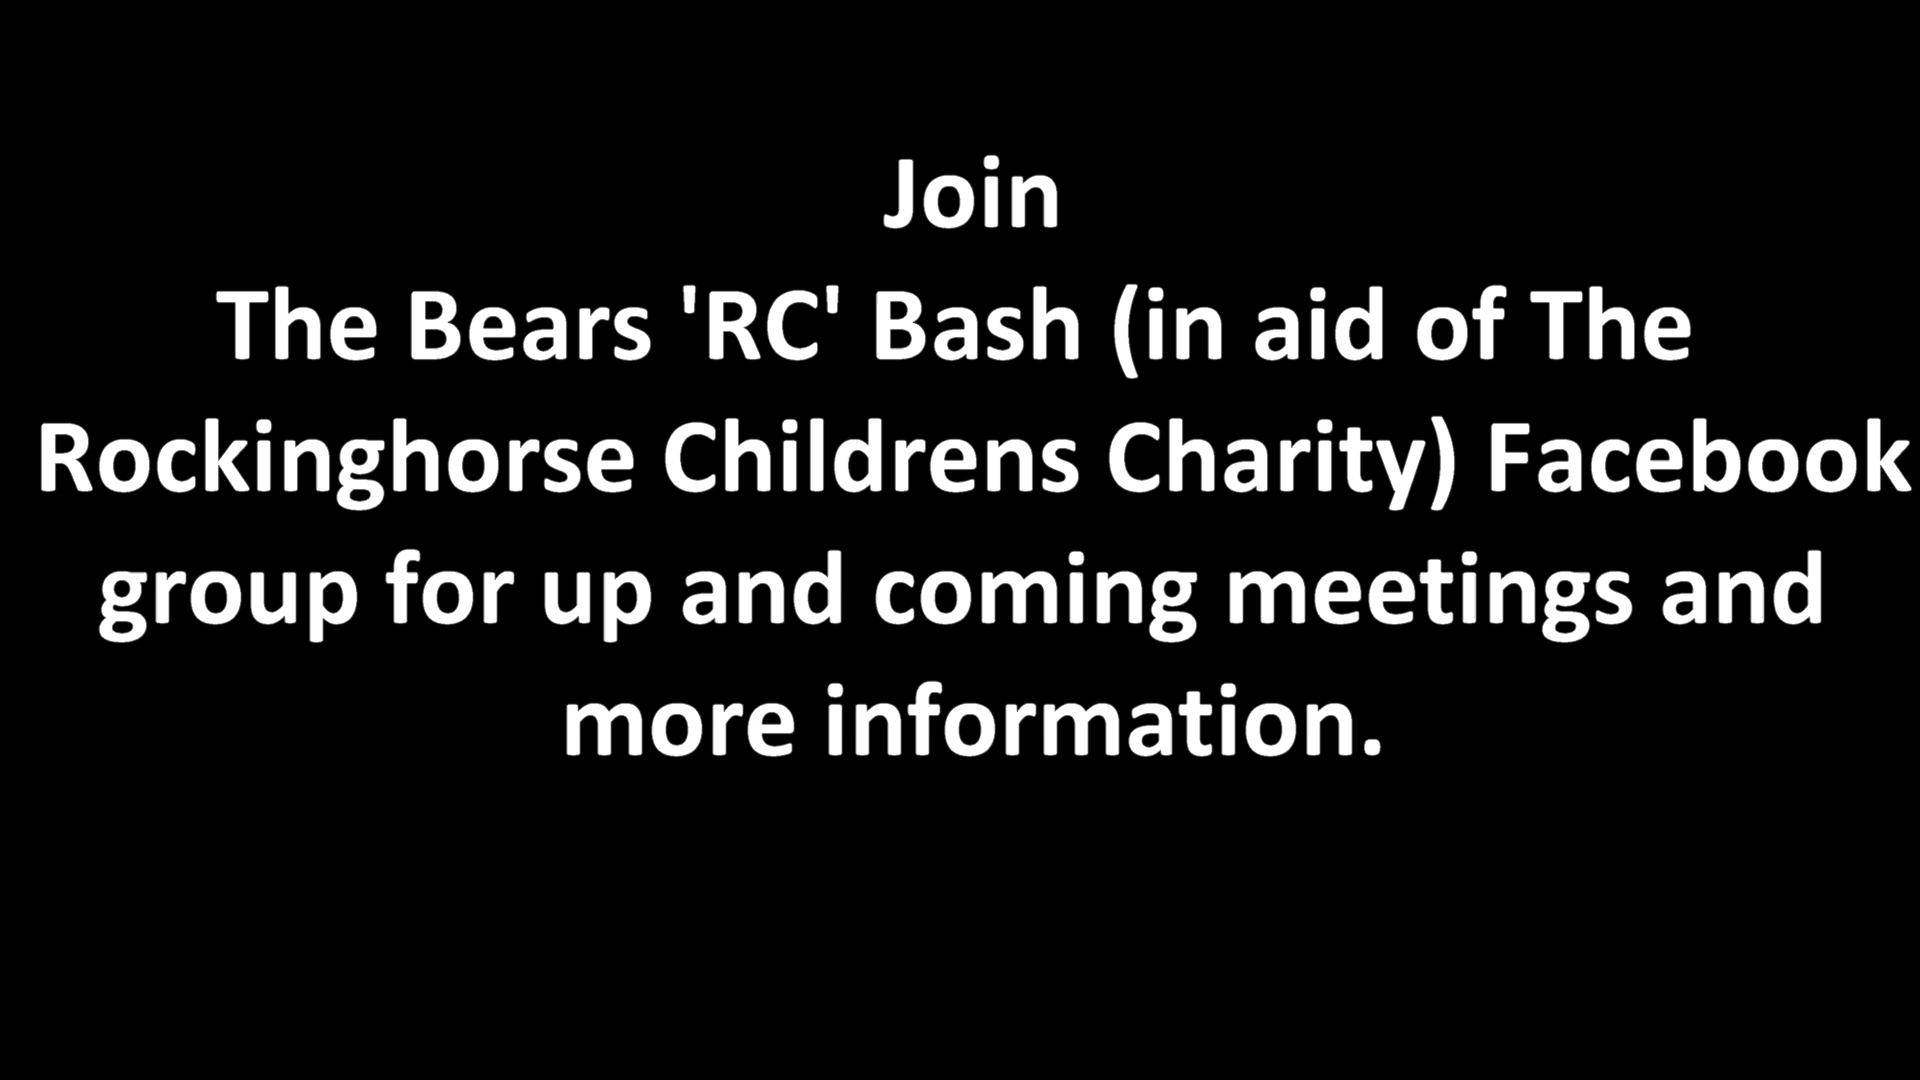 Join
The Bears 'RC' Bash (in aid of The
Rockinghorse Childrens Charity) Facebook
group for up and coming meetings and
more information.